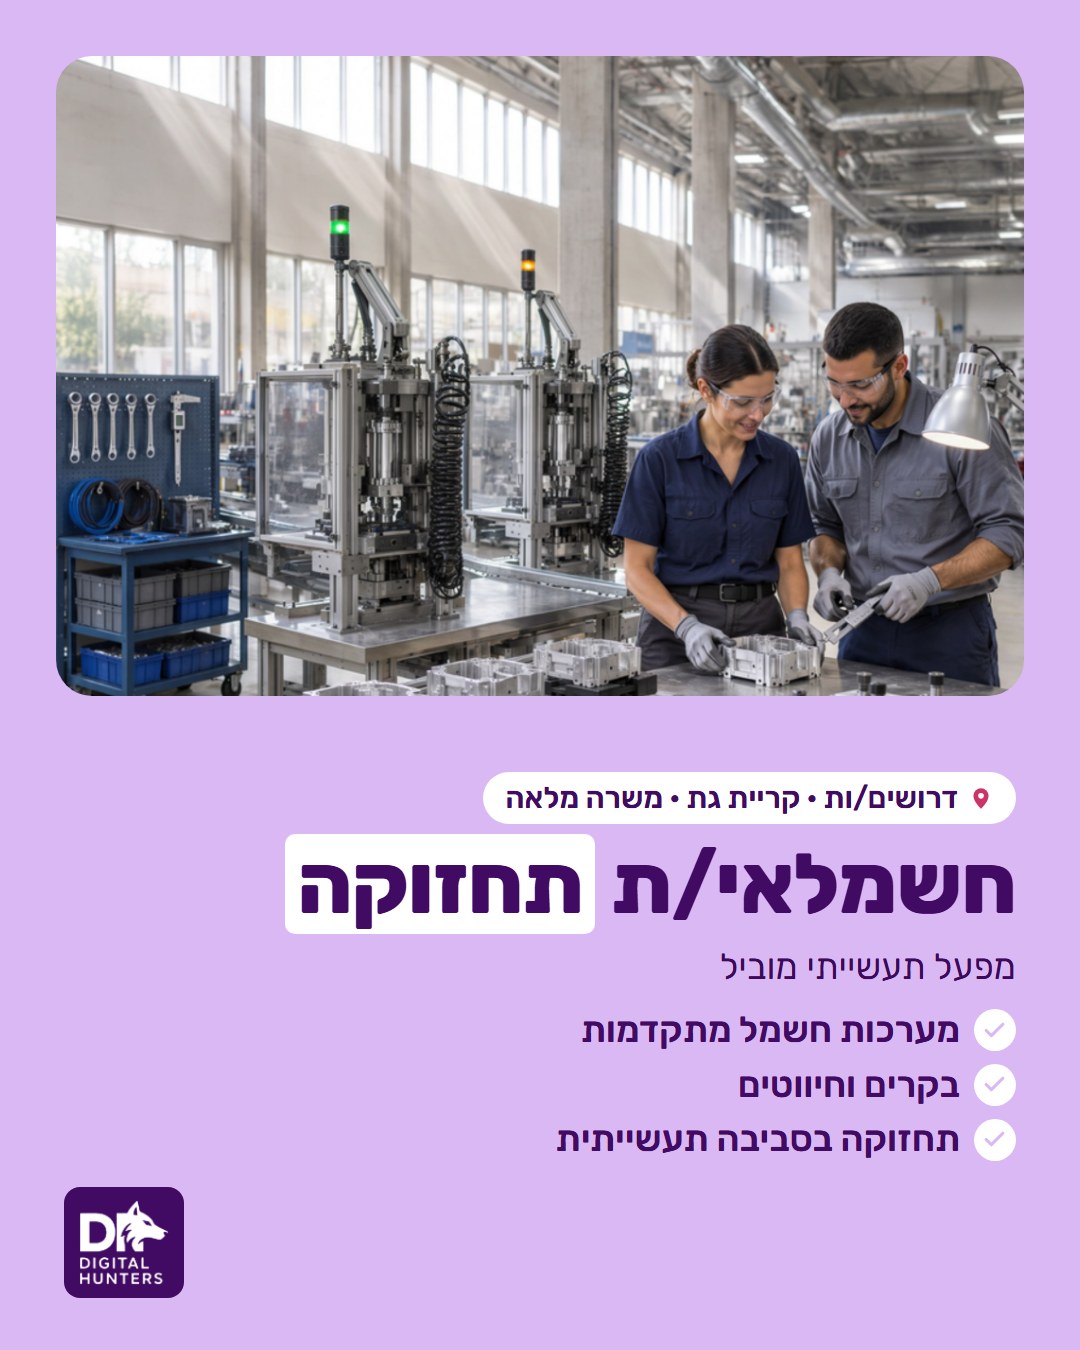 דרושים/ות • קריית גת • משרה מלאה
חשמלאי/ת תחזוקה
מפעל תעשייתי מוביל
מערכות חשמל מתקדמות
בקרים וחיווטים
תחזוקה בסביבה תעשייתית
DH
DIGITAL
HUNTERS